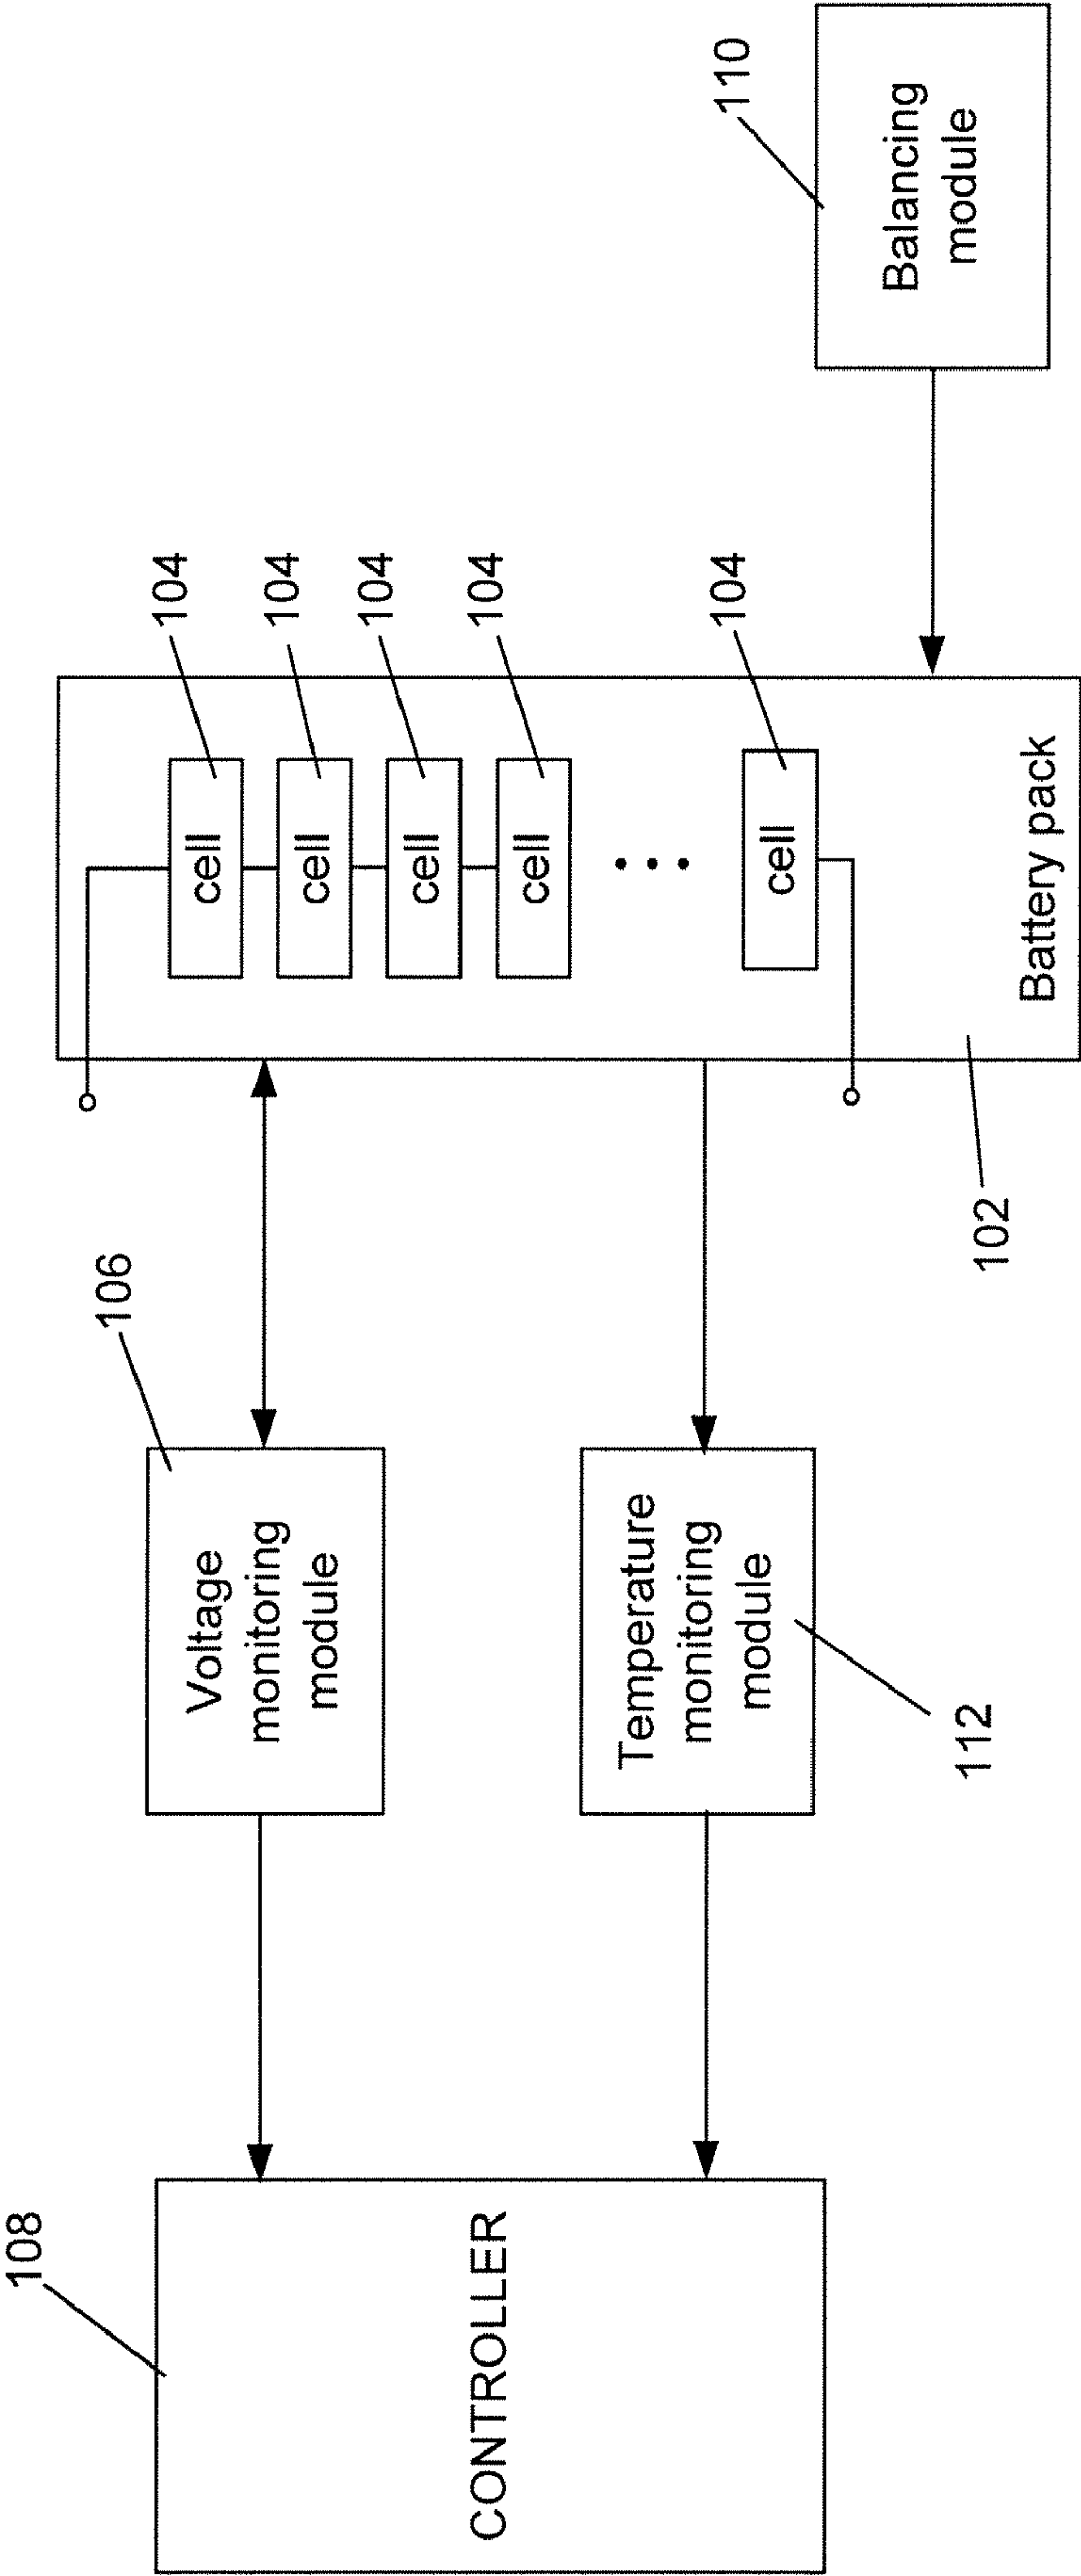 108
CONTROLLER
106
Voltage
monitoring
module
Temperature
monitoring
module
112
104
104
104
104
104
cell
cell
cell
cell
cell
Battery pack
102
110
Balancing
module